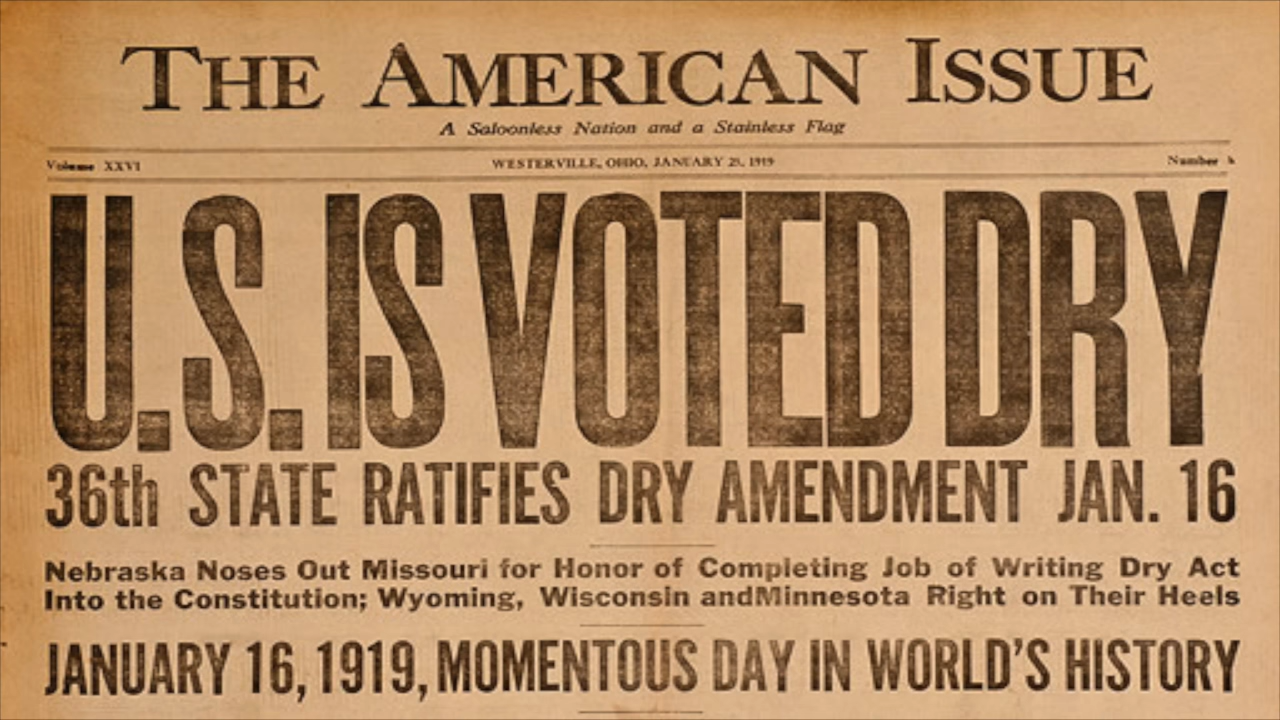 THE AMERICAN ISSUE
A Saloonless Nation and a Stainless Flag
Volume XXVI
WESTERVILLE, OHIO, JANUARY 25, 1919
Number
U.S. IS VOTED DRY
36th STATE RATIFIES DRY AMENDMENT JAN. 16
Nebraska Noses Out Missouri for Honor of Completing Job of Writing Dry Act
Into the Constitution; Wyoming, Wisconsin andMinnesota Right on Their Heels
JANUARY 16, 1919, MOMENTOUS DAY IN WORLD'S HISTORY